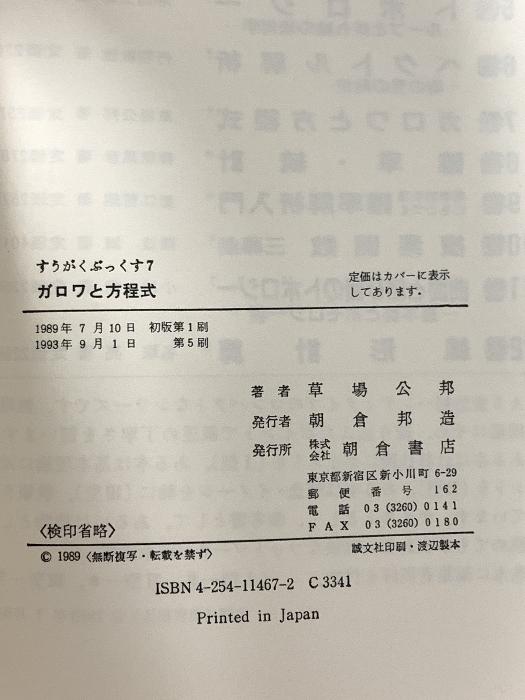 すうがくぶっくす7
ガロワと方程式
定価はカバーに表示
してあります。
1989年7月10日 初版第1刷
1993年9月1日 第5刷
著者 草場公邦
発行者 朝倉邦造
発行所 株式会社 朝倉書店
東京都新宿区新小川町6-29
郵便番号 162
電話 03(3260)0141
FAX 03(3260)0180
〈検印省略〉
© 1989〈無断複写・転載を禁ず〉 誠文社印刷・渡辺製本
ISBN 4-254-11467-2 C 3341
Printed in Japan